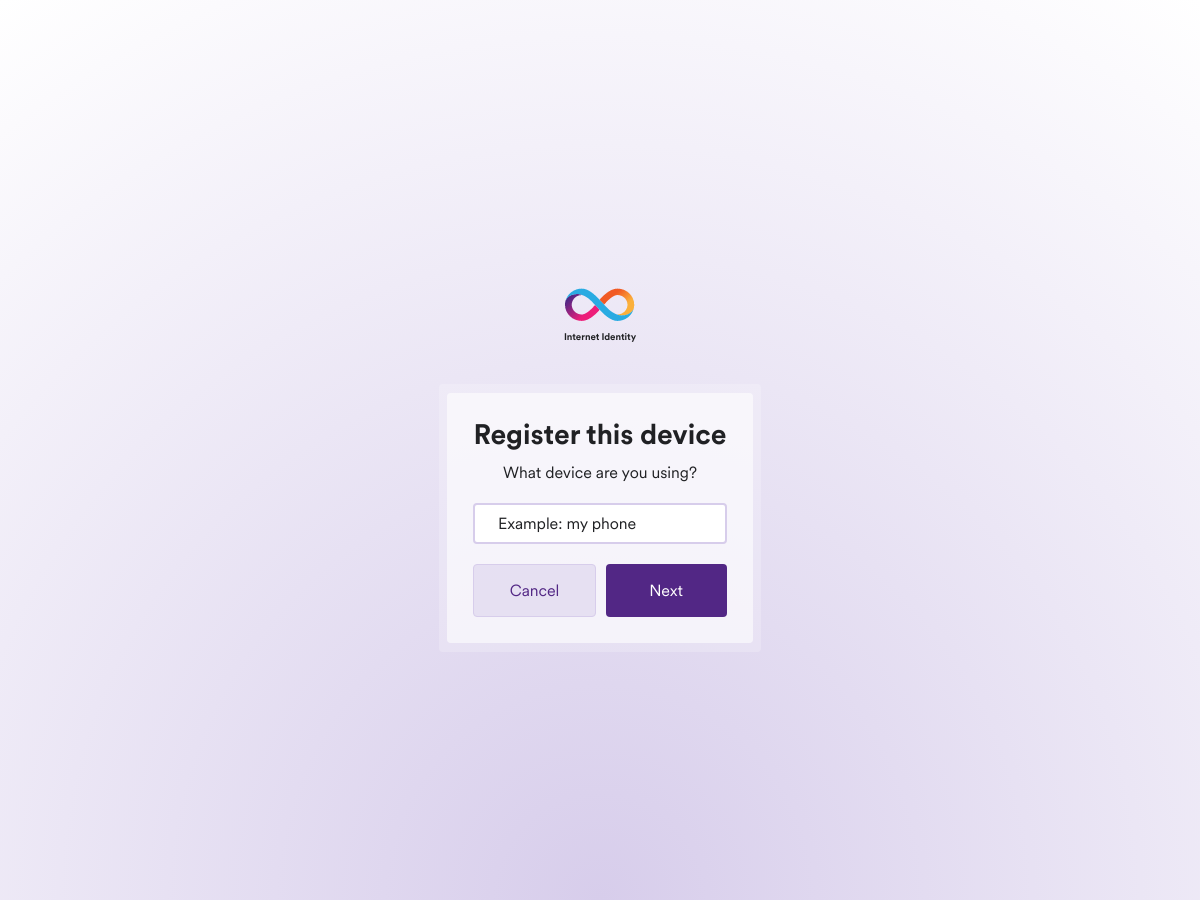 Internet Identity
Register this device
What device are you using?
Example: my phone
Cancel
Next